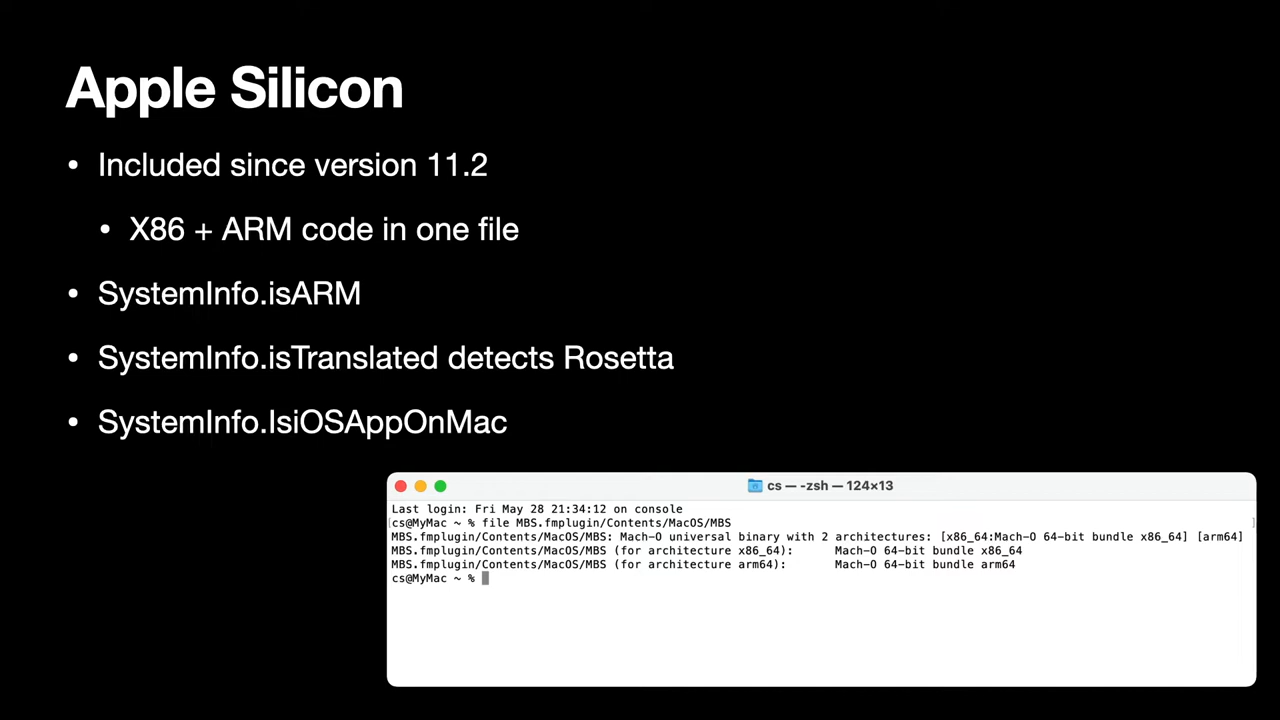 Apple Silicon
• Included since version 11.2
• X86 + ARM code in one file
• SystemInfo.isARM
• SystemInfo.isTranslated detects Rosetta
• SystemInfo.IsiOSAppOnMac
cs — -zsh — 124×13
Last login: Fri May 28 21:34:12 on console
[cs@MyMac ~ % file MBS.fmplugin/Contents/MacOS/MBS ]
MBS.fmplugin/Contents/MacOS/MBS: Mach-O universal binary with 2 architectures: [x86_64:Mach-O 64-bit bundle x86_64] [arm64]
MBS.fmplugin/Contents/MacOS/MBS (for architecture x86_64): Mach-O 64-bit bundle x86_64
MBS.fmplugin/Contents/MacOS/MBS (for architecture arm64): Mach-O 64-bit bundle arm64
cs@MyMac ~ %